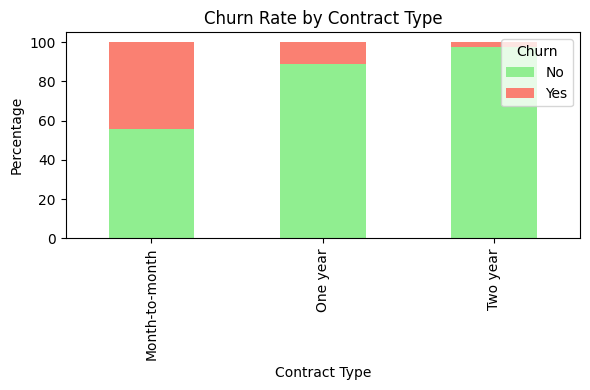 Churn Rate by Contract Type
Percentage
100
80
60
40
20
0
Churn
No
Yes
Month-to-month
One year
Two year
Contract Type